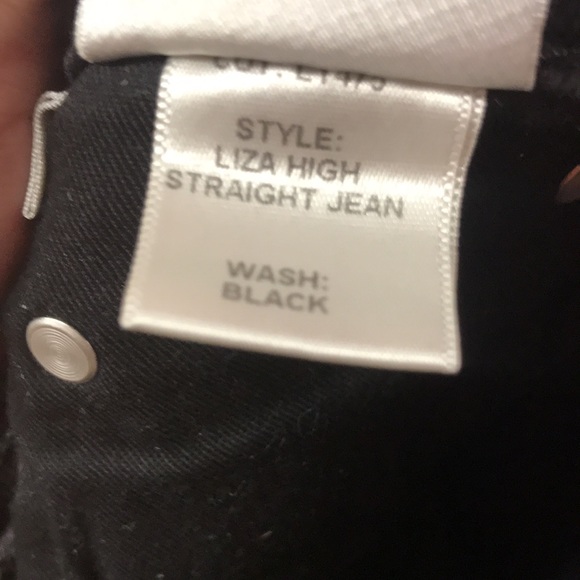 STYLE:
LIZA HIGH
STRAIGHT JEAN
WASH:
BLACK